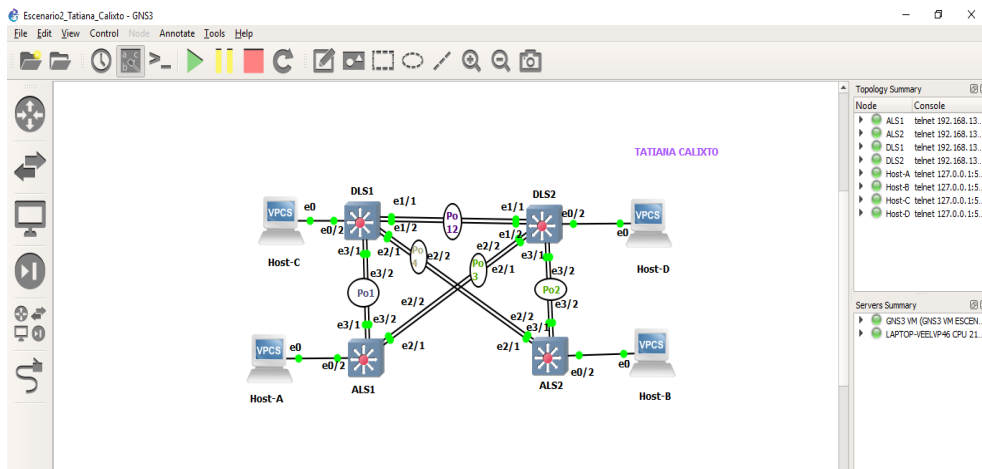 Escenario2_Tatiana_Calixto - GNS3
File Edit View Control Node Annotate Tools Help
Topology Summary
Node Console
ALS1 telnet 192.168.13...
ALS2 telnet 192.168.13...
DLS1 telnet 192.168.13...
DLS2 telnet 192.168.13...
Host-A telnet 127.0.0.1:5...
Host-B telnet 127.0.0.1:5...
Host-C telnet 127.0.0.1:5...
Host-D telnet 127.0.0.1:5...
TATIANA CALIXTO
DLS1
DLS2
VPCS
e0
e0/2
e1/1
e1/2
Po
12
e1/1
e1/2
e0/2
e0
VPCS
Host-C
Host-D
e3/1
e2/1
e2/2
Po
4
e2/2
e2/1
Po
3
e3/1
e3/2
Po1
e3/2
Po2
e3/2
e2/2
e2/2
e3/1
e3/2
e3/1
e2/1
e2/1
VPCS
e0
e0/2
ALS1
Host-A
ALS2
e0/2
e0
VPCS
Host-B
Servers Summary
GNS3 VM (GNS3 VM ESCEN...
LAPTOP-VEELVP46 CPU 21...